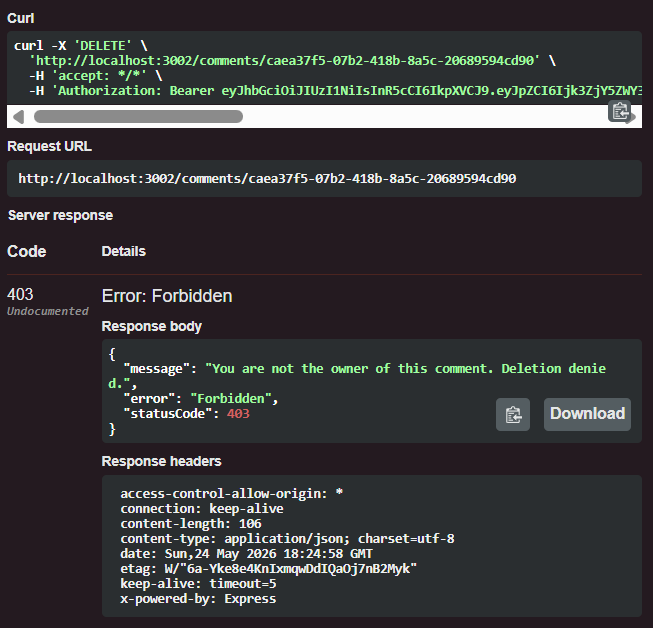 Curl
curl -X 'DELETE' \
'http://localhost:3002/comments/caea37f5-07b2-418b-8a5c-20689594cd90' \
-H 'accept: */*' \
-H 'Authorization: Bearer eyJhbGciOiJIUzI1NiIsInR5cCI6IkpXVCJ9.eyJpZCI6Ijk3ZjY5ZWY3
Request URL
http://localhost:3002/comments/caea37f5-07b2-418b-8a5c-20689594cd90
Server response
Code Details
403 Error: Forbidden
Undocumented
Response body
{
"message": "You are not the owner of this comment. Deletion denie
d.",
"error": "Forbidden",
"statusCode": 403
}
Download
Response headers
access-control-allow-origin: *
connection: keep-alive
content-length: 106
content-type: application/json; charset=utf-8
date: Sun,24 May 2026 18:24:58 GMT
etag: W/"6a-Yke8e4KnIxmqwDdIQaOj7nB2Myk"
keep-alive: timeout=5
x-powered-by: Express